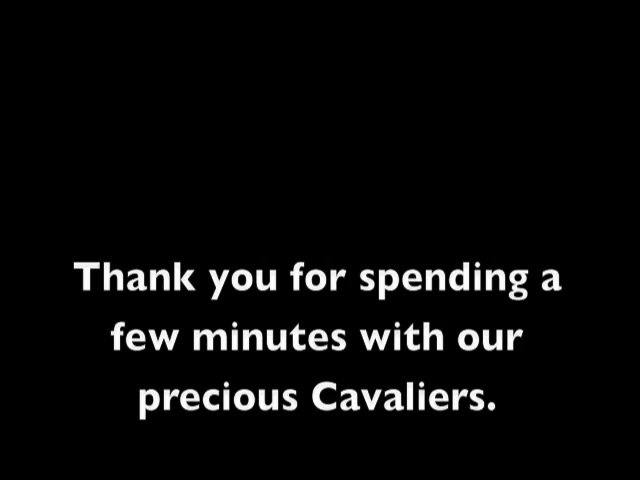 Thank you for spending a
few minutes with our
precious Cavaliers.